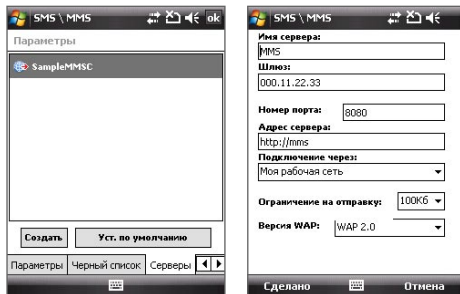 SMS \ MMS
ok
Параметры
SampleMMSC
Создать
Уст. по умолчанию
Параметры
Черный список
Серверы
SMS \ MMS
Имя сервера:
MMS
Шлюз:
000.11.22.33
Номер порта:
8080
Адрес сервера:
http://mms
Подключение через:
Моя рабочая сеть
Ограничение на отправку:
100Кб
Версия WAP:
WAP 2.0
Сделано
Отмена